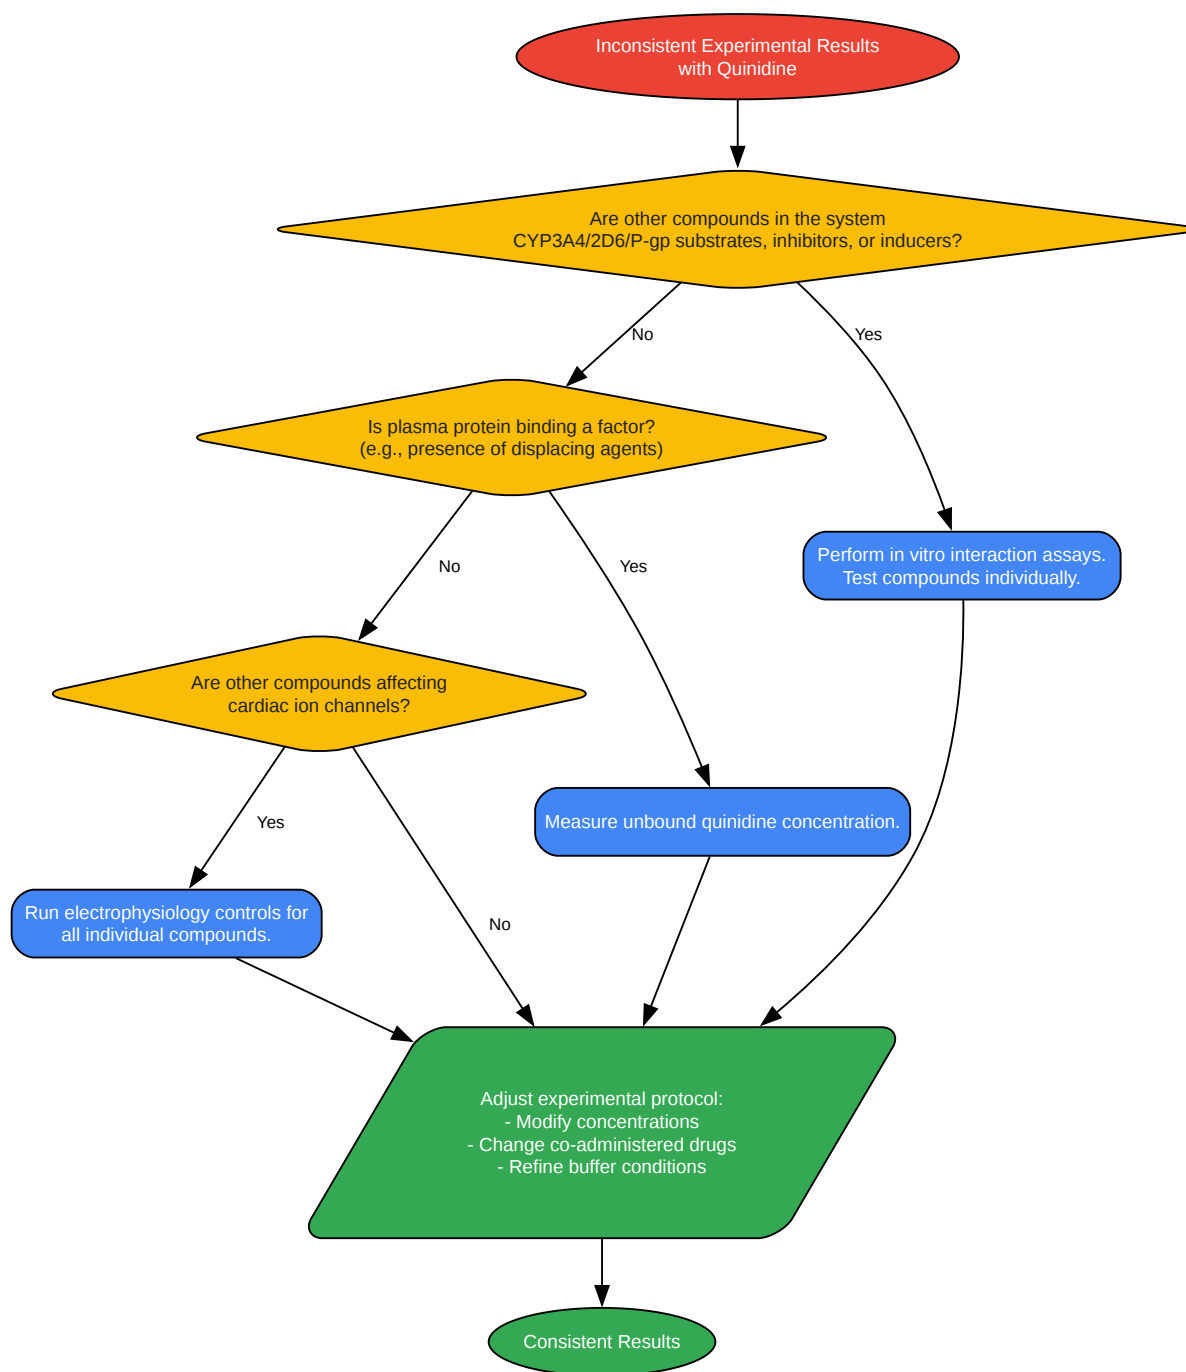 Inconsistent Experimental Results
with Quinidine
Are other compounds in the system
CYP3A4/2D6/P-gp substrates, inhibitors, or inducers?
No
Yes
Is plasma protein binding a factor?
(e.g., presence of displacing agents)
Perform in vitro interaction assays.
Test compounds individually.
No
Yes
Are other compounds affecting
cardiac ion channels?
Measure unbound quinidine concentration.
Yes
No
Run electrophysiology controls for
all individual compounds.
Adjust experimental protocol:
- Modify concentrations
- Change co-administered drugs
- Refine buffer conditions
Consistent Results